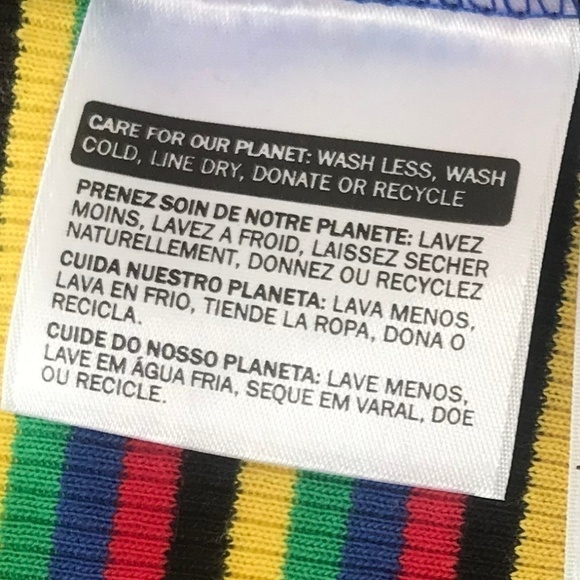 CARE FOR OUR PLANET: WASH LESS, WASH
COLD, LINE DRY, DONATE OR RECYCLE
PRENEZ SOIN DE NOTRE PLANETE: LAVEZ
MOINS, LAVEZ A FROID, LAISSEZ SECHER
NATURELLEMENT, DONNEZ OU RECYCLEZ
CUIDA NUESTRO PLANETA: LAVA MENOS,
LAVA EN FRIO, TIENDE LA ROPA, DONA O
RECICLA.
CUIDE DO NOSSO PLANETA: LAVE MENOS,
LAVE EM ÁGUA FRIA, SEQUE EM VARAL, DOE
OU RECICLE.